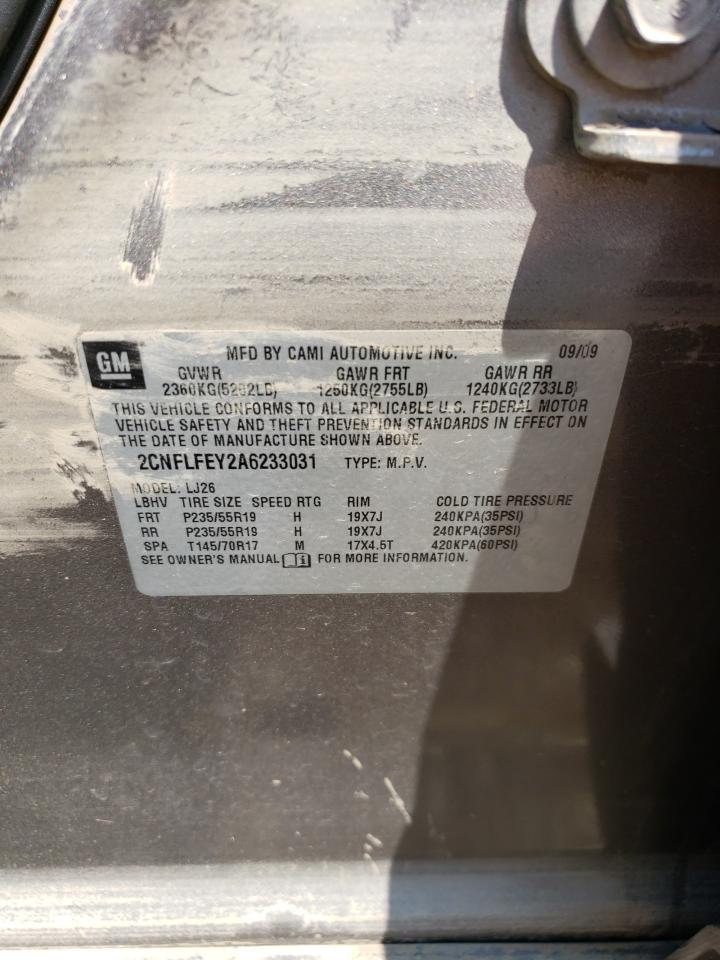 GM
MFD BY CAMI AUTOMOTIVE INC. 09/09
GVWR GAWR FRT GAWR RR
2360KG(5202LB) 1250KG(2755LB) 1240KG(2733LB)
THIS VEHICLE CONFORMS TO ALL APPLICABLE U.S. FEDERAL MOTOR
VEHICLE SAFETY AND THEFT PREVENTION STANDARDS IN EFFECT ON
THE DATE OF MANUFACTURE SHOWN ABOVE.
2CNFLFEY2A6233031 TYPE: M.P.V.
MODEL: LJ26
LBHV TIRE SIZE SPEED RTG RIM COLD TIRE PRESSURE
FRT P235/55R19 H 19X7J 240KPA(35PSI)
RR P235/55R19 H 19X7J 240KPA(35PSI)
SPA T145/70R17 M 17X4.5T 420KPA(60PSI)
SEE OWNER'S MANUAL FOR MORE INFORMATION.